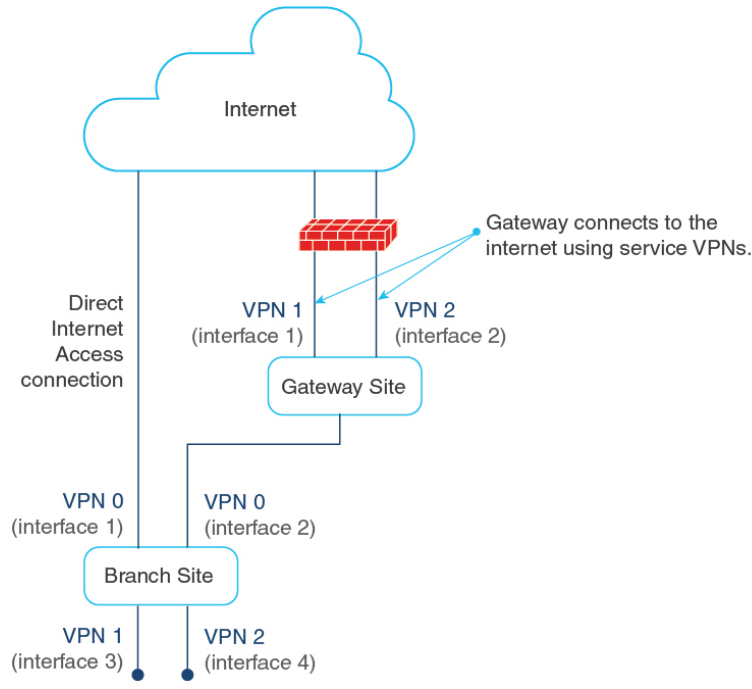 Internet
Gateway connects to the
internet using service VPNs.
Direct
Internet
Access
connection
VPN 1
(interface 1)
VPN 2
(interface 2)
Gateway Site
VPN 0
(interface 1)
VPN 0
(interface 2)
Branch Site
VPN 1
(interface 3)
VPN 2
(interface 4)